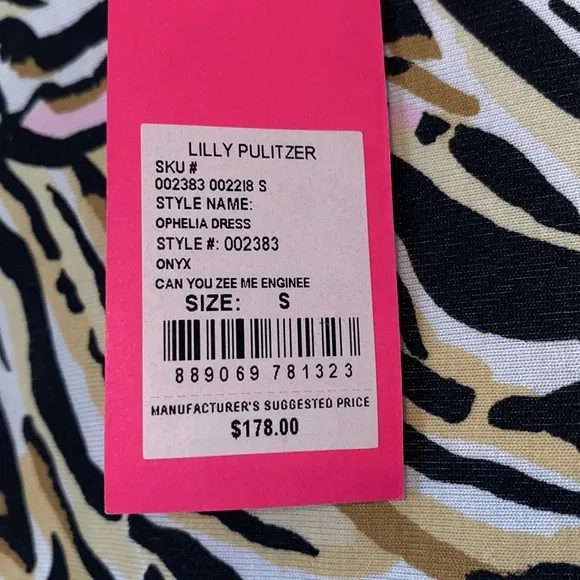 LILLY PULITZER
SKU #
002383 002218 S
STYLE NAME:
OPHELIA DRESS
STYLE #: 002383
ONYX
CAN YOU ZEE ME ENGINEE
SIZE: S
889069 781323
MANUFACTURER'S SUGGESTED PRICE
$178.00